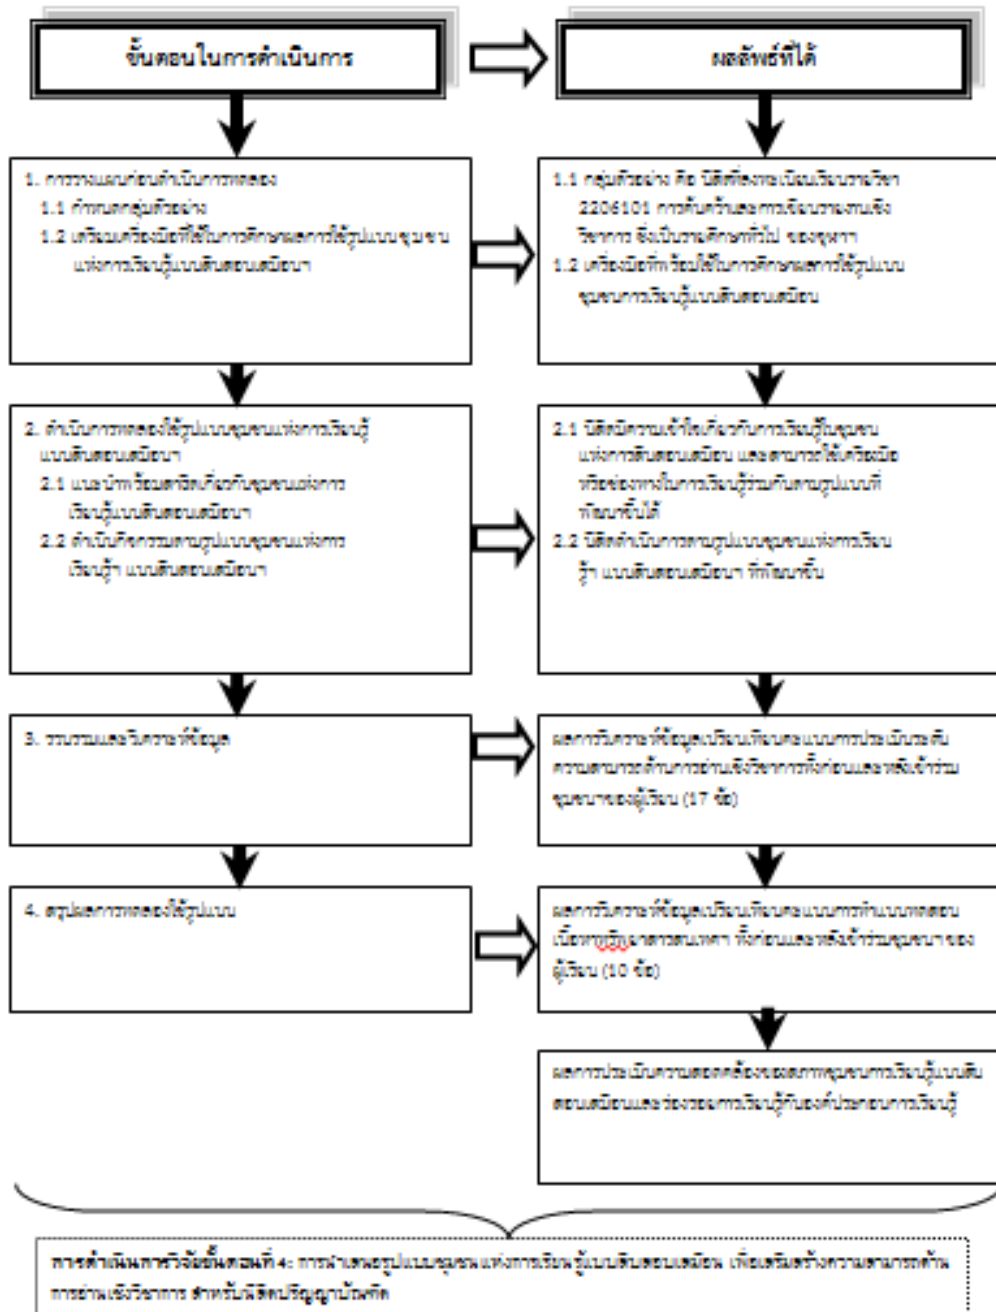 ขั้นตอนในการดำเนินการ
ผลลัพธ์ที่ได้
1. การวางแผนก่อนดำเนินการทดลอง
1.1 กำหนดกลุ่มตัวอย่าง
1.2 เตรียมเครื่องมือที่ใช้ในการศึกษาผลการใช้รูปแบบชุมชน
แห่งการเรียนรู้แบบสืบสอบเสมือนฯ
1.1 กลุ่มตัวอย่าง คือ นิสิตที่ลงทะเบียนเรียนรายวิชา
2206101 การค้นคว้าและการเขียนรายงานเชิง
วิชาการ ซึ่งเป็นรายศึกษาทั่วไป ของจุฬาฯ
1.2 เครื่องมือที่พร้อมใช้ในการศึกษาผลการใช้รูปแบบ
ชุมชนการเรียนรู้แบบสืบสอบเสมือน
2. ดำเนินการทดลองใช้รูปแบบชุมชนแห่งการเรียนรู้
แบบสืบสอบเสมือนฯ
2.1 แนะนำพร้อมสาธิตเกี่ยวกับชุมชนแห่งการ
เรียนรู้แบบสืบสอบเสมือนฯ
2.2 ดำเนินกิจกรรมตามรูปแบบชุมชนแห่งการ
เรียนรู้ฯ แบบสืบสอบเสมือนฯ
2.1 นิสิตมีความเข้าใจเกี่ยวกับการเรียนรู้ในชุมชน
แห่งการสืบสอบเสมือน และสามารถใช้เครื่องมือ
หรือช่องทางในการเรียนรู้ร่วมกันตามรูปแบบที่
พัฒนาขึ้นได้
2.2 นิสิตดำเนินการตามรูปแบบชุมชนแห่งการเรียน
รู้ฯ แบบสืบสอบเสมือนฯ ที่พัฒนาขึ้น
3. รวบรวมและวิเคราะห์ข้อมูล
ผลการวิเคราะห์ข้อมูลเปรียบเทียบคะแนนการประเมินระดับ
ความสามารถด้านการอ่านเชิงวิชาการทั้งก่อนและหลังเข้าร่วม
ชุมชนฯของผู้เรียน (17 ข้อ)
4. สรุปผลการทดลองใช้รูปแบบ
ผลการวิเคราะห์ข้อมูลเปรียบเทียบคะแนนการทำแบบทดสอบ
เนื้อหาทรัพยาสารสนเทศฯ ทั้งก่อนและหลังเข้าร่วมชุมชนฯ ของ
ผู้เรียน (10 ข้อ)
ผลการประเมินความสอดคล้องของสภาพชุมชนการเรียนรู้แบบสืบ
สอบเสมือนและร่องรอยการเรียนรู้กับองค์ประกอบการเรียนรู้
การดำเนินการวิจัยขั้นตอนที่ 4: การนำเสนอรูปแบบชุมชนแห่งการเรียนรู้แบบสืบสอบเสมือน เพื่อเสริมสร้างความสามารถด้าน
การอ่านเชิงวิชาการ สำหรับนิสิตปริญญาบัณฑิต